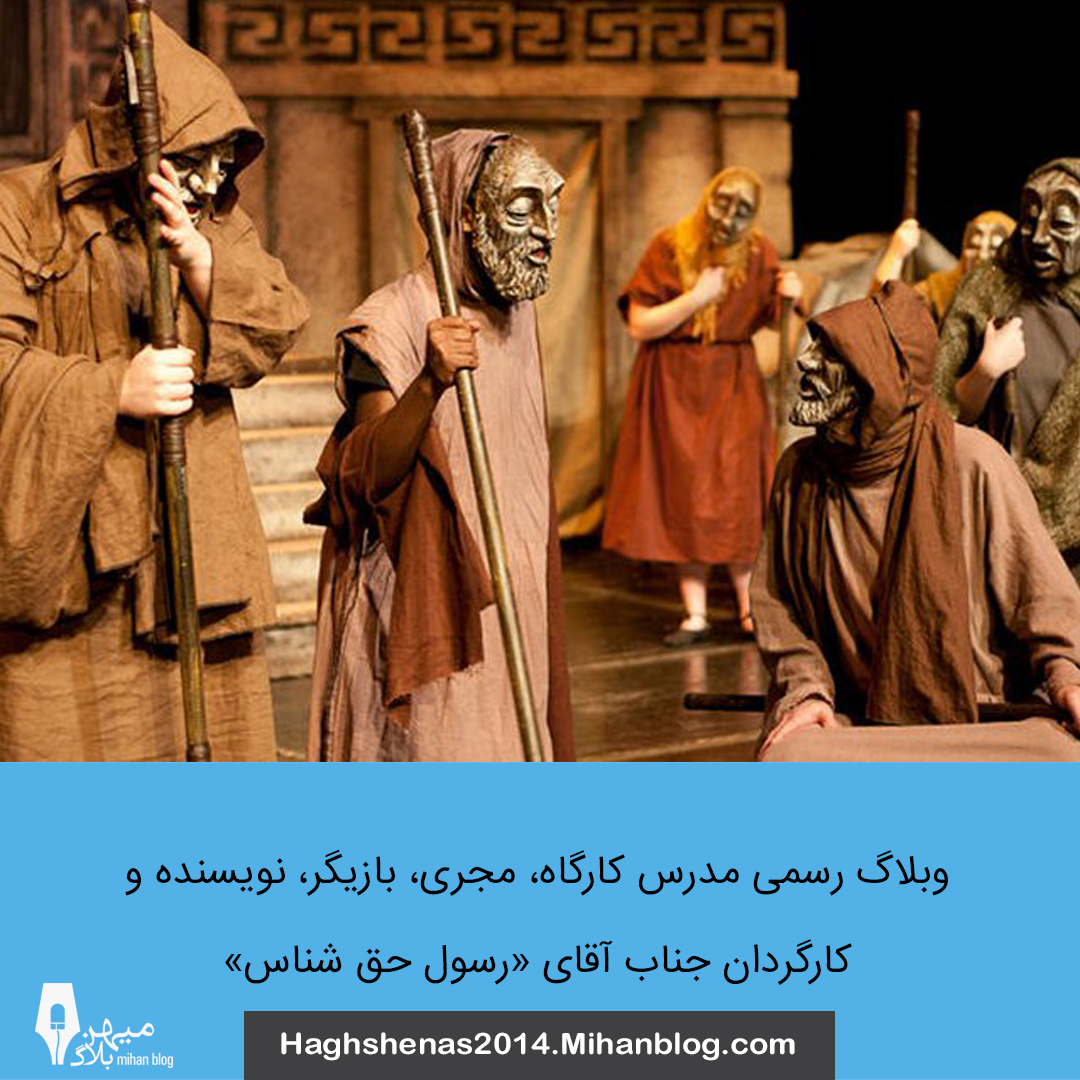 وبلاگ رسمی مدرس کارگاه، مجری، بازیگر، نویسنده و
کارگردان جناب آقای «رسول حق شناس»
میهن
بلاگ
mihan blog
Haghshenas2014.Mihanblog.com